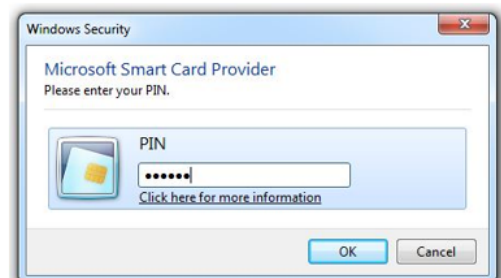 Windows Security
Microsoft Smart Card Provider
Please enter your PIN.
PIN
••••••
Click here for more information
OK
Cancel